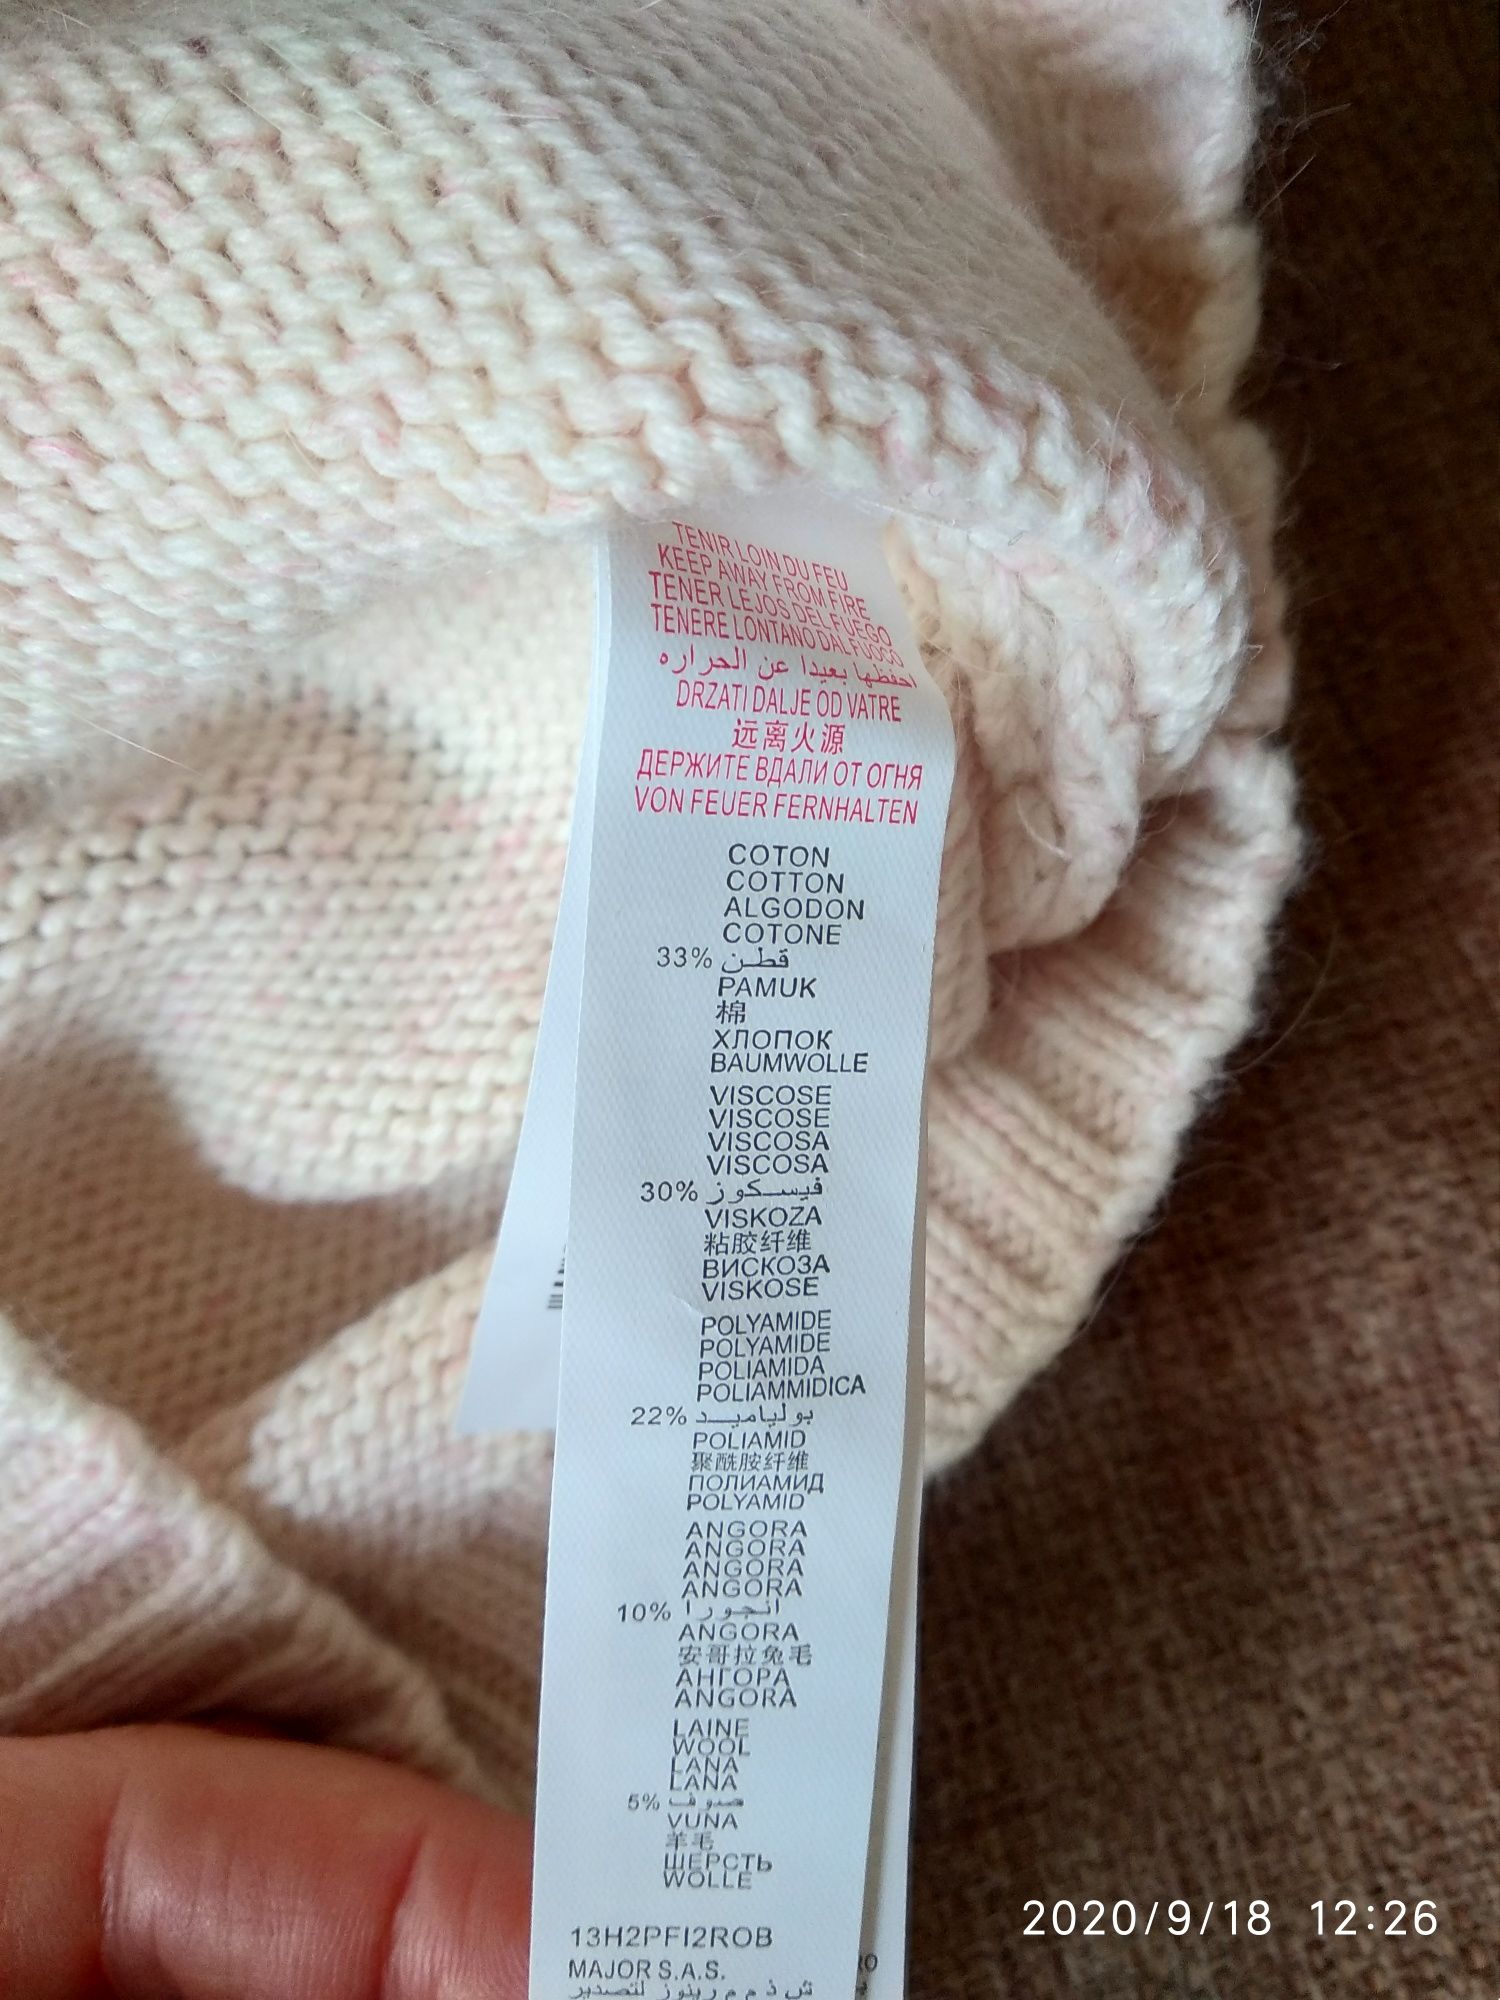 TENIR LOIN DU FEU
KEEP AWAY FROM FIRE
TENER LEJOS DEL FUEGO
TENERE LONTANO DAL FUOCO
احفظها بعيدا عن الحراره
DRZATI DALJE OD VATRE
远离火源
ДЕРЖИТЕ ВДАЛИ ОТ ОГНЯ
VON FEUER FERNHALTEN
COTON
COTTON
ALGODON
COTONE
33% قطن
PAMUK
棉
ХЛОПОК
BAUMWOLLE
VISCOSE
VISCOSE
VISCOSA
VISCOSA
30% فيسكوز
VISKOZA
粘胶纤维
ВИСКОЗА
VISKOSE
POLYAMIDE
POLYAMIDE
POLIAMIDA
POLIAMMIDICA
22% بولياميد
POLIAMID
聚酰胺纤维
ПОЛИАМИД
POLYAMID
ANGORA
ANGORA
ANGORA
ANGORA
10% انجورا
ANGORA
安哥拉兔毛
АНГОРА
ANGORA
LAINE
WOOL
LANA
LANA
5% صوف
VUNA
羊毛
ШЕРСТЬ
WOLLE
13H2PFI2ROB
MAJOR S.A.S.
ش ذ م م رينوز لتصدير
2020/9/18 12:26